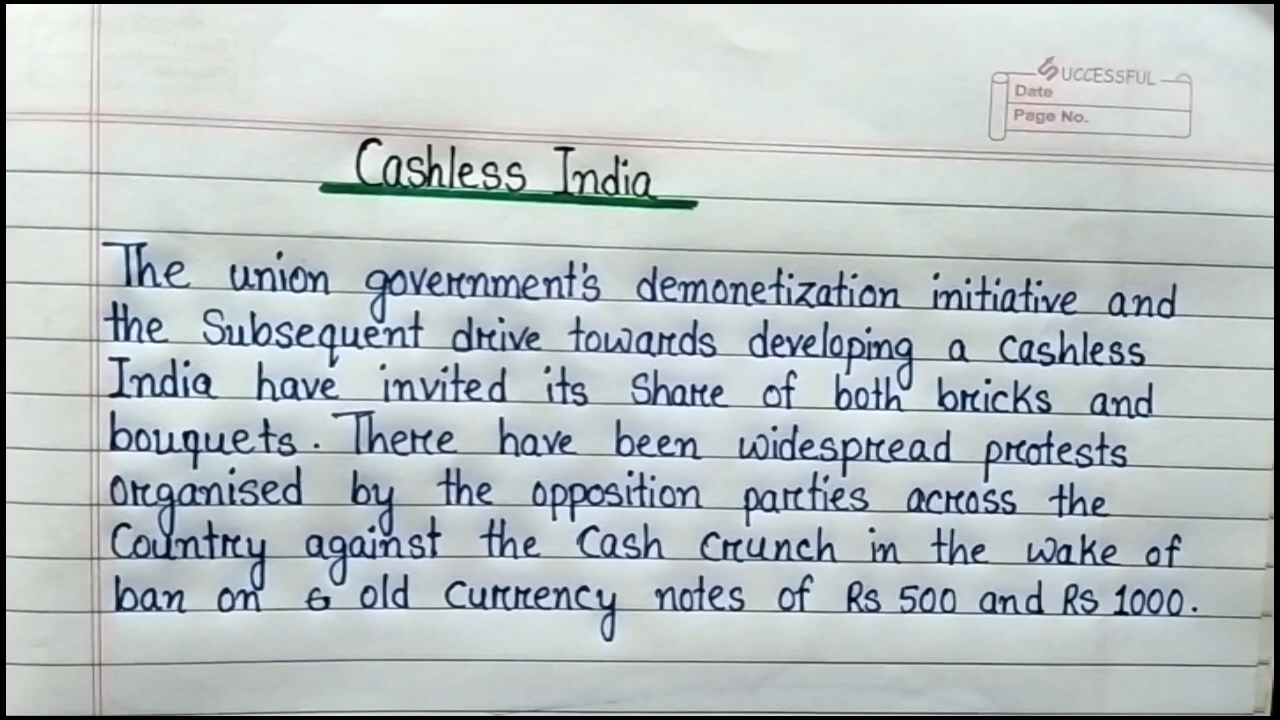 SUCCESSFUL
Date
Page No.
Cashless India
The union government's demonetization initiative and
the Subsequent drive towards developing a cashless
India have invited its Share of both bricks and
bouquets. There have been widespread protests
organised by the opposition parties across the
Country against the Cash crunch in the wake of
ban on old currency notes of Rs 500 and Rs 1000.